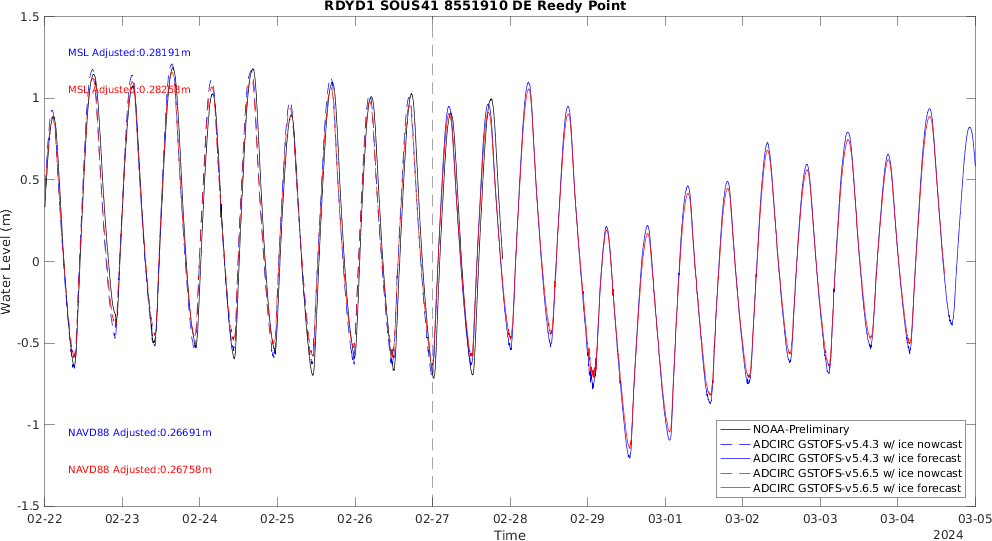 RDYD1 SOUS41 8551910 DE Reedy Point
1.5
1
0.5
0
-0.5
-1
-1.5
Water Level (m)
MSL Adjusted:0.28191m
MSL Adjusted:0.28253m
NAVD88 Adjusted:0.26691m
NAVD88 Adjusted:0.26758m
NOAA-Preliminary
ADCIRC GSTOFS-v5.4.3 w/ ice nowcast
ADCIRC GSTOFS-v5.4.3 w/ ice forecast
ADCIRC GSTOFS-v5.6.5 w/ ice nowcast
ADCIRC GSTOFS-v5.6.5 w/ ice forecast
02-22 02-23 02-24 02-25 02-26 02-27 02-28 02-29 03-01 03-02 03-03 03-04 03-05
Time
2024